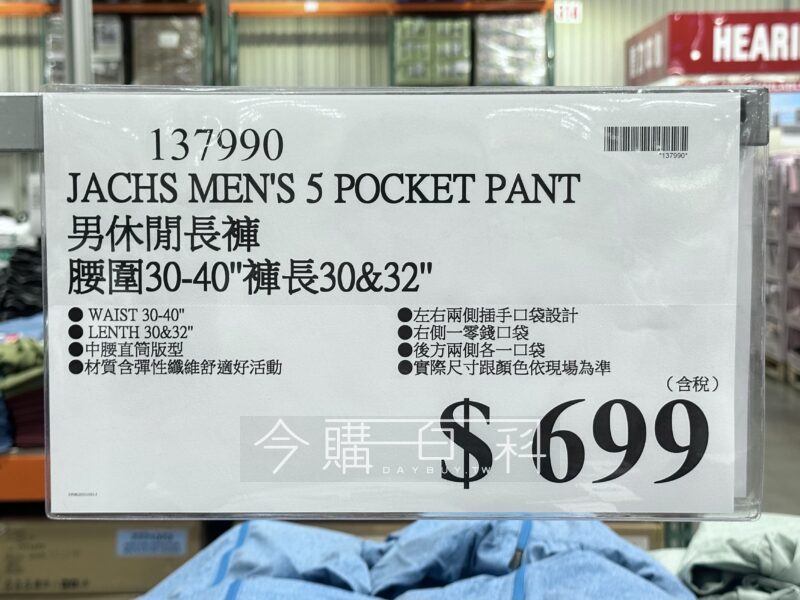 HEARI
137990
*137990*
JACHS MEN'S 5 POCKET PANT
男休閒長褲
腰圍30-40"褲長30&32"
● WAIST 30-40"
● LENTH 30&32"
●中腰直筒版型
●材質含彈性纖維舒適好活動
●左右兩側插手口袋設計
●右側一零錢口袋
●後方兩側各一口袋
●實際尺寸跟顏色依現場為準
（含稅）
$ 699
今購百科
DAYBUY.TW